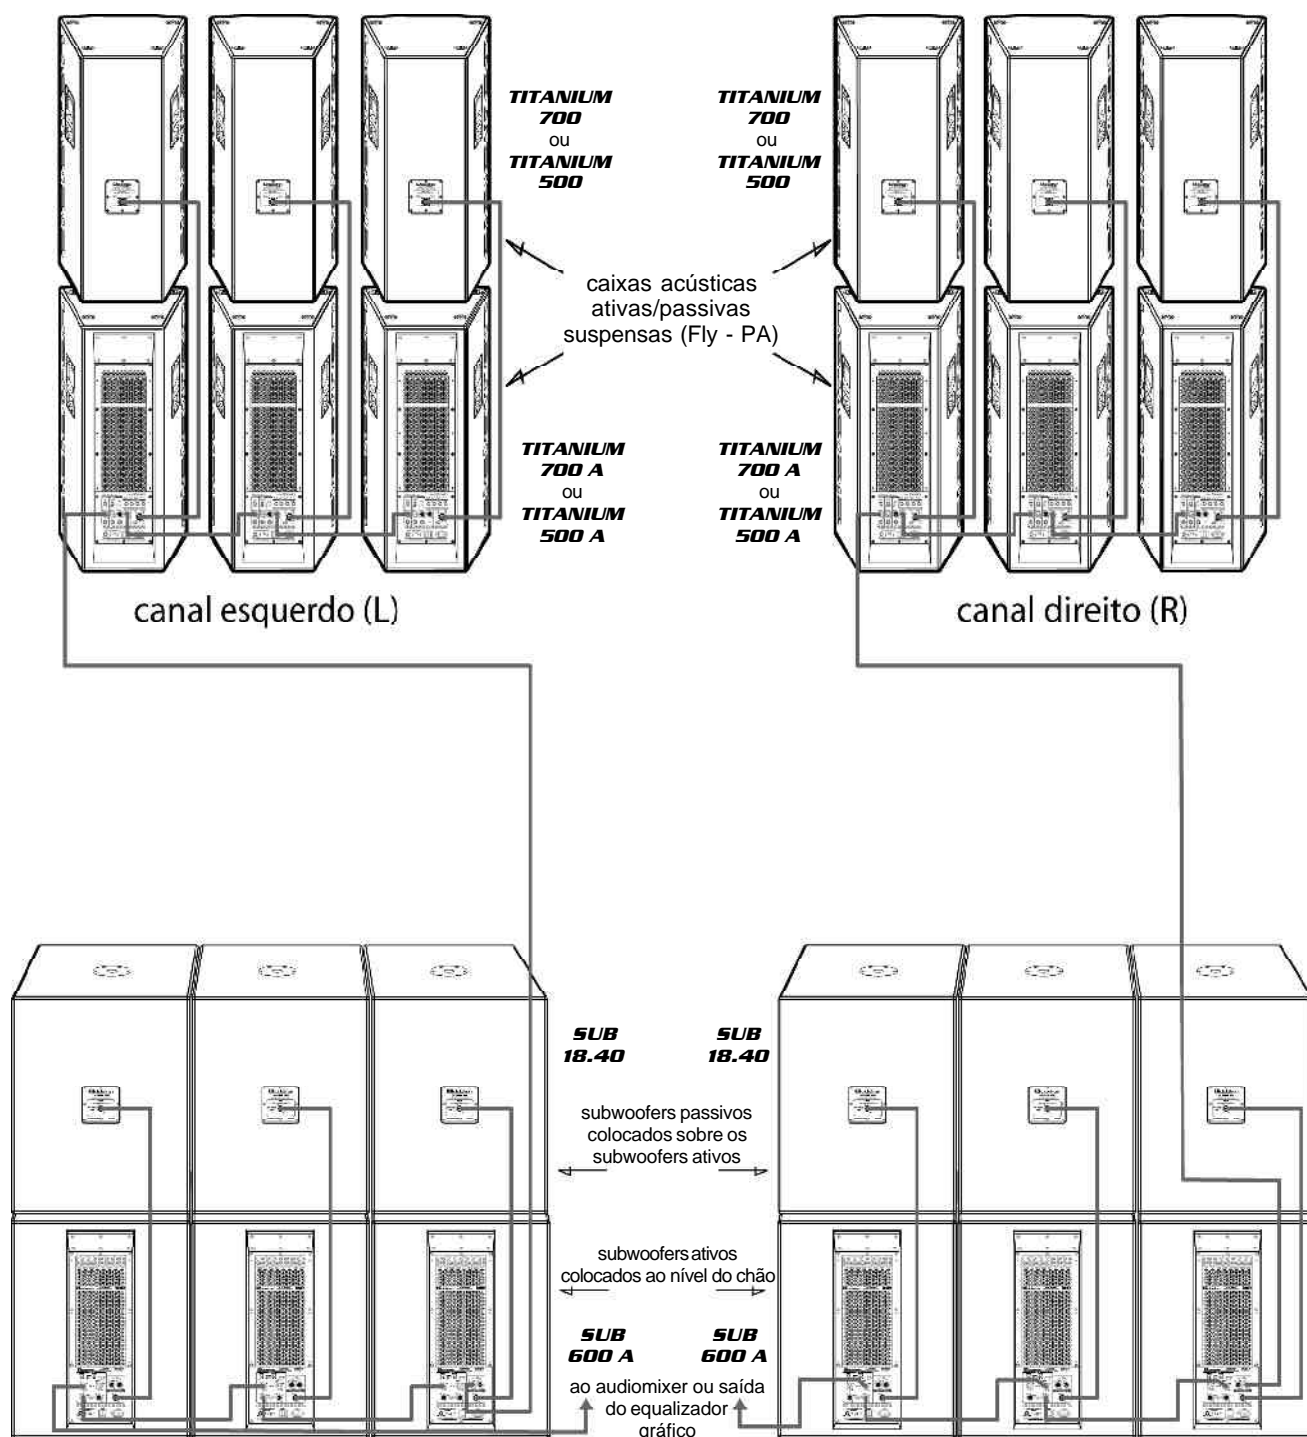 TITANIUM
700
ou
TITANIUM
500
TITANIUM
700
ou
TITANIUM
500
caixas acústicas
ativas/passivas
suspensas (Fly - PA)
TITANIUM
700 A
ou
TITANIUM
500 A
TITANIUM
700 A
ou
TITANIUM
500 A
canal esquerdo (L)
canal direito (R)
SUB
18.40
SUB
18.40
subwoofers passivos
colocados sobre os
subwoofers ativos
subwoofers ativos
colocados ao nível do chão
SUB
600 A
SUB
600 A
ao audiomixer ou saída
do equalizador
gráfico